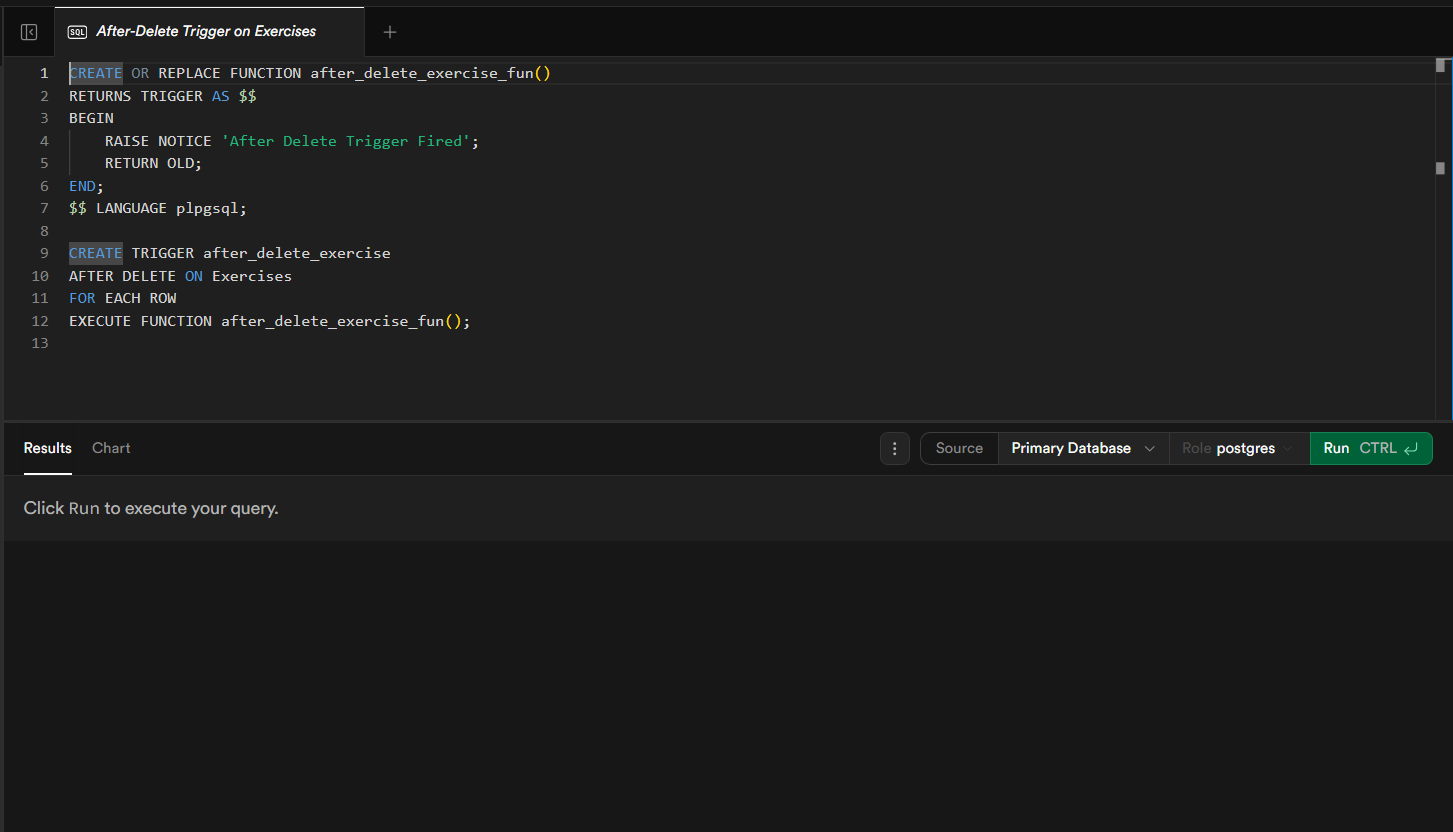 SQL After-Delete Trigger on Exercises
1 CREATE OR REPLACE FUNCTION after_delete_exercise_fun()
2 RETURNS TRIGGER AS $$
3 BEGIN
4     RAISE NOTICE 'After Delete Trigger Fired';
5     RETURN OLD;
6 END;
7 $$ LANGUAGE plpgsql;
8
9 CREATE TRIGGER after_delete_exercise
10 AFTER DELETE ON Exercises
11 FOR EACH ROW
12 EXECUTE FUNCTION after_delete_exercise_fun();
13
Results Chart Source Primary Database Role postgres Run CTRL
Click Run to execute your query.